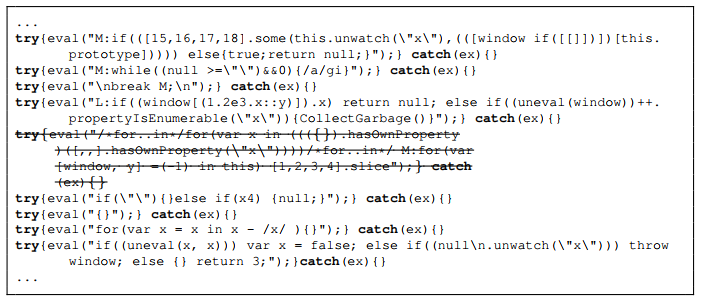 ...
try{eval("M:if(([15,16,17,18].some(this.unwatch(\"x\"),(([window if([[]])])[this.
prototype])))) else{true;return null;}");} catch(ex){}
try{eval("M:while((null >=\"\")&&0){/a/gi}");} catch(ex){}
try{eval("\nbreak M;\n");} catch(ex){}
try{eval("L:if((window[(1.2e3.x::y)]).x) return null; else if((uneval(window))++.
propertyIsEnumerable(\"x\")){CollectGarbage()}");} catch(ex){}
try{eval("/*for..in*/for(var x in ((({}).hasOwnProperty
)([,,].hasOwnProperty(\"x\"))))/*for..in*/ M:for(var
[window, y] =(-1) in this) [1,2,3,4].slice");} catch
(ex){}
try{eval("if(\"\"){}else if(x4) {null;}");} catch(ex){}
try{eval("{}");} catch(ex){}
try{eval("for(var x = x in x - /x/ ){}");} catch(ex){}
try{eval("if((uneval(x, x))) var x = false; else if((null\n.unwatch(\"x\"))) throw
window; else {} return 3;");}catch(ex){}
...